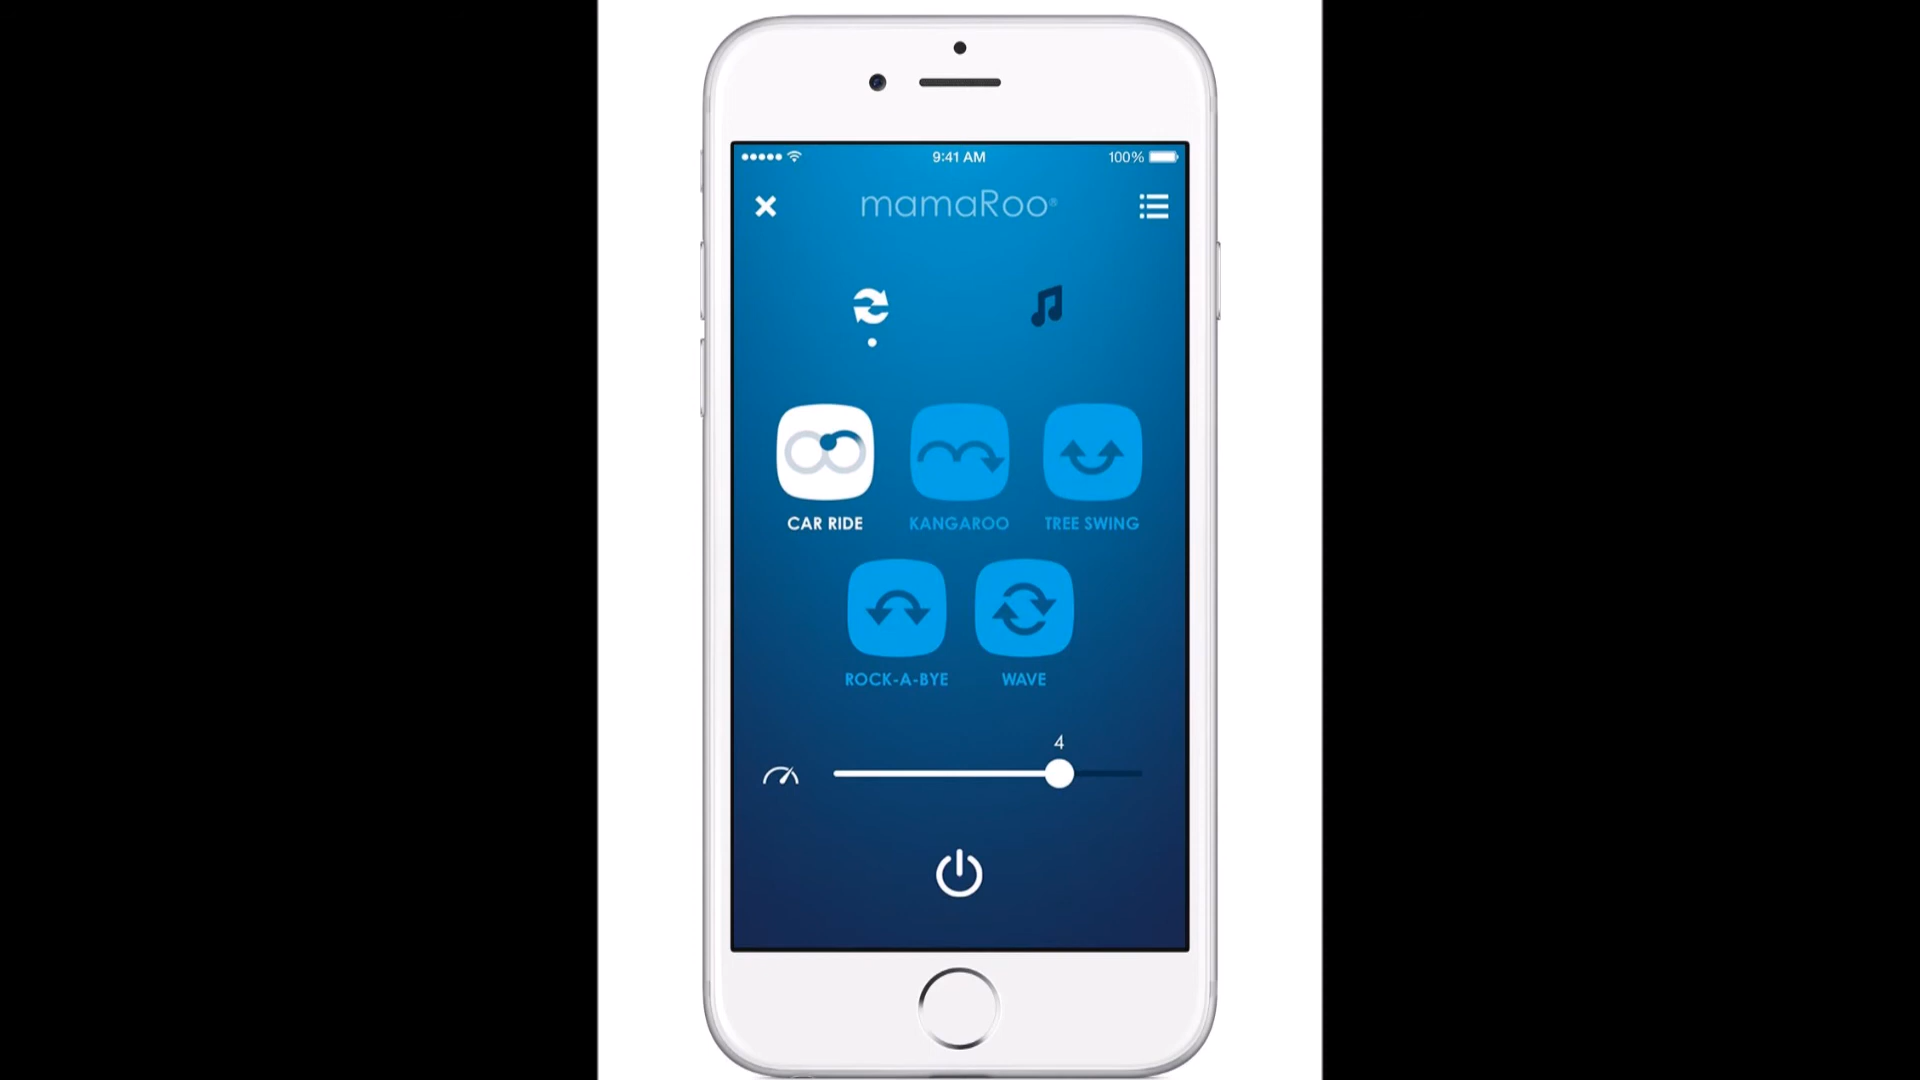 9:41 AM
100%
mamaRoo®
CAR RIDE
KANGAROO
TREE SWING
ROCK-A-BYE
WAVE
4